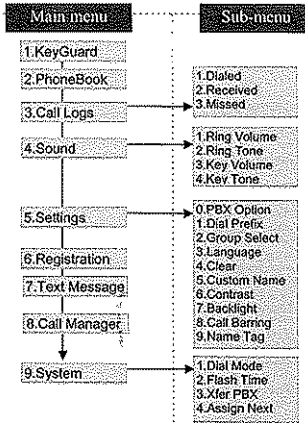 Main menu
Sub-menu
1.KeyGuard
2.PhoneBook
3.Call Logs
1.Dialed
2.Received
3.Missed
4.Sound
1.Ring Volume
2.Ring Tone
3.Key Volume
4.Key Tone
5.Settings
0.PBX Option
1.Dial Prefix
2.Group Select
3.Language
4.Clear
5.Custom Name
6.Contrast
7.Backlight
8.Call Barring
9.Name Tag
6.Registration
7.Text Message
8.Call Manager
9.System
1.Dial Mode
2.Flash Time
3.Xfer PBX
4.Assign Next